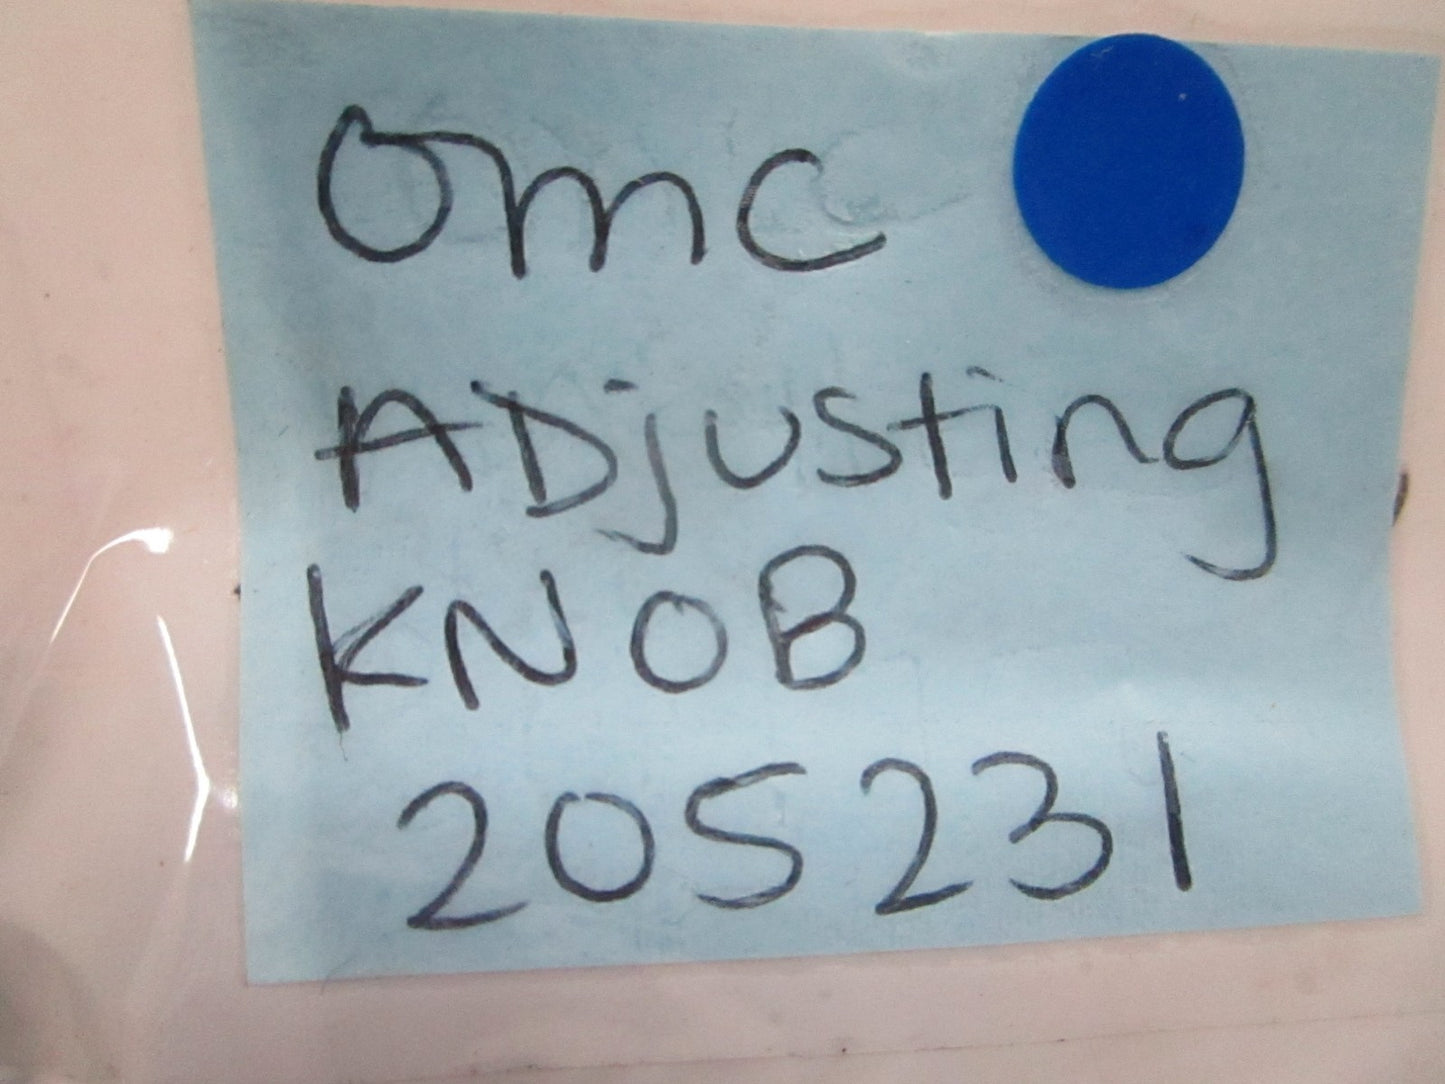 omc
ADjusting
KNOB
205231